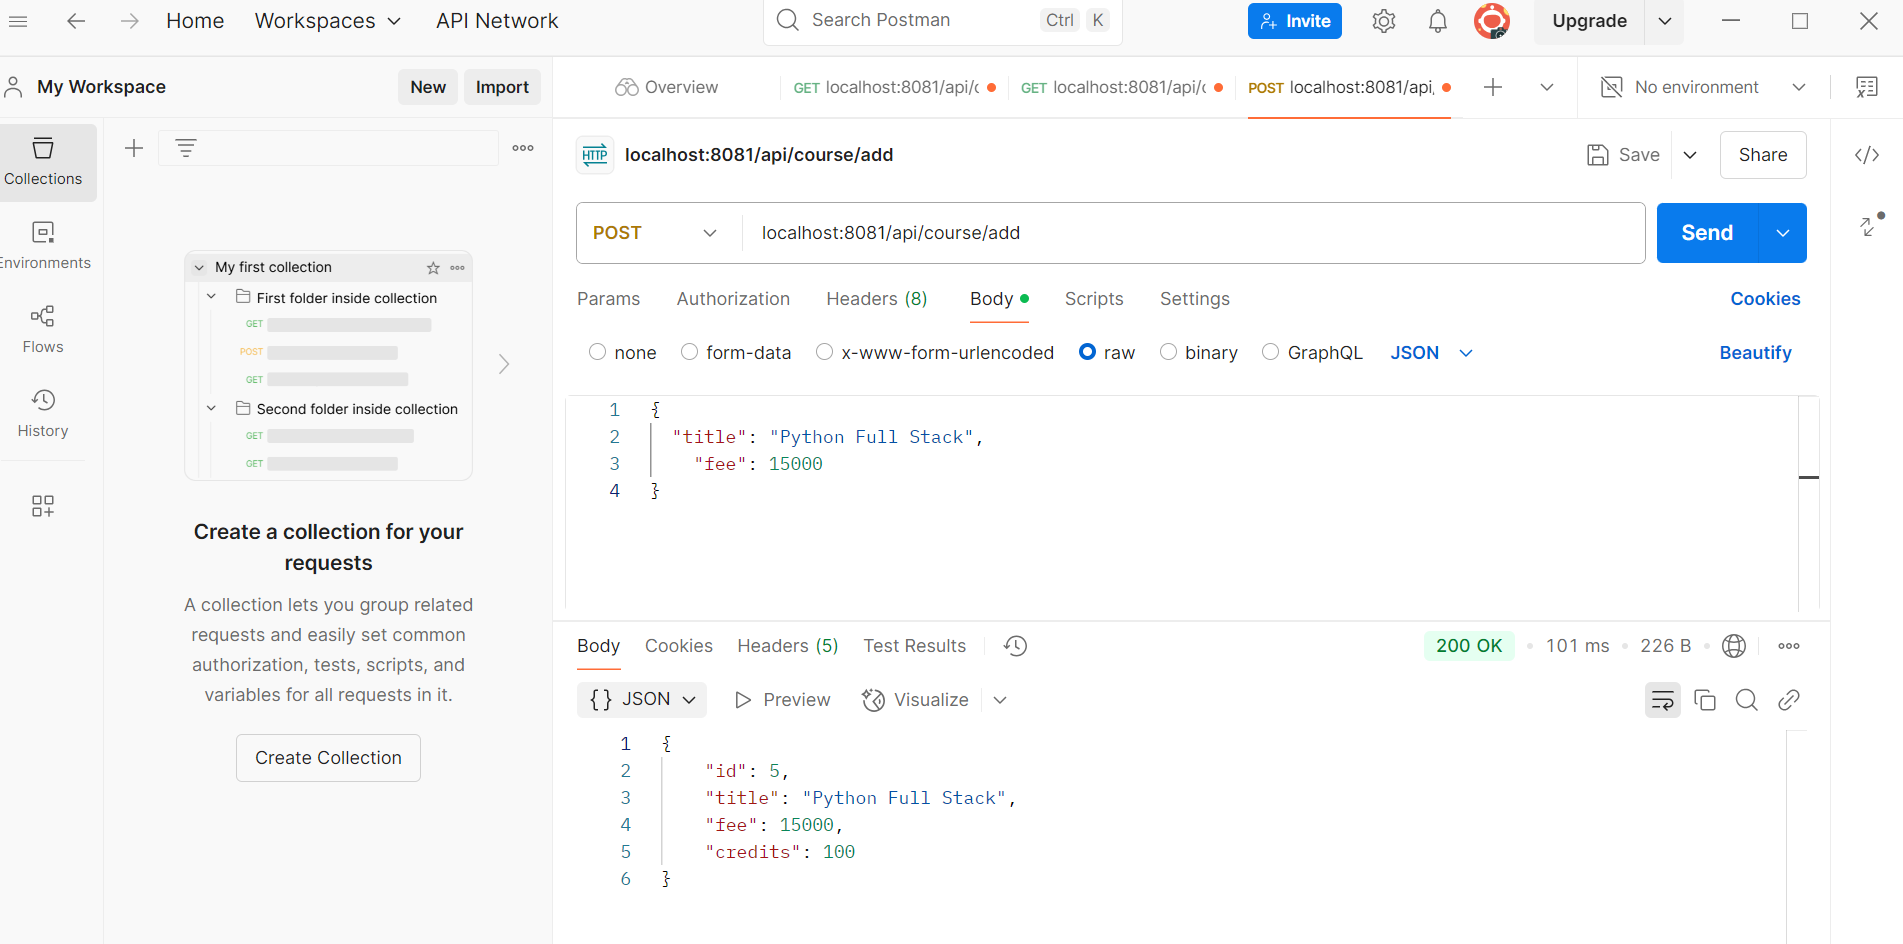 Home Workspaces API Network Search Postman Ctrl K Invite Upgrade
My Workspace New Import
Overview GET localhost:8081/api/c GET localhost:8081/api/c POST localhost:8081/api, No environment
Collections
Environments
Flows
History
My first collection
First folder inside collection
GET
POST
GET
Second folder inside collection
GET
GET
Create a collection for your
requests
A collection lets you group related
requests and easily set common
authorization, tests, scripts, and
variables for all requests in it.
Create Collection
HTTP localhost:8081/api/course/add Save Share
POST localhost:8081/api/course/add Send
Params Authorization Headers (8) Body Scripts Settings Cookies
none form-data x-www-form-urlencoded raw binary GraphQL JSON Beautify
1 {
2 "title": "Python Full Stack",
3 "fee": 15000
4 }
Body Cookies Headers (5) Test Results 200 OK • 101 ms • 226 B •
{} JSON Preview Visualize
1 {
2 "id": 5,
3 "title": "Python Full Stack",
4 "fee": 15000,
5 "credits": 100
6 }